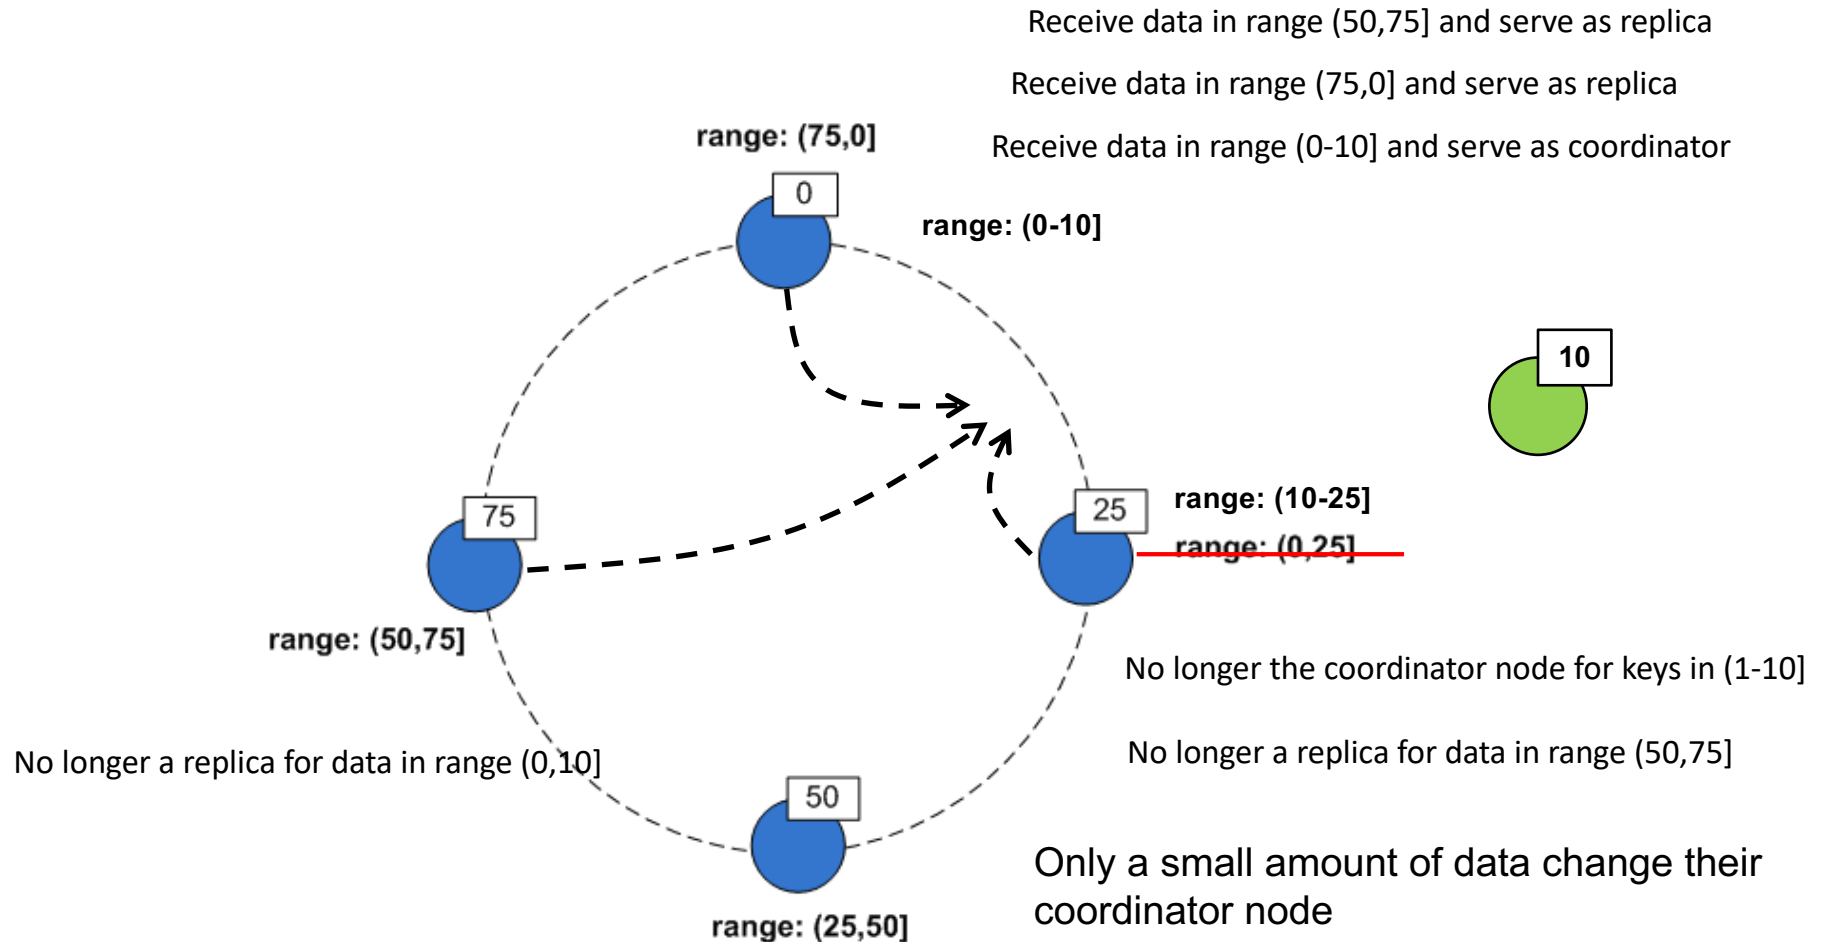 Receive data in range (50,75] and serve as replica
Receive data in range (75,0] and serve as replica
range: (75,0]
Receive data in range (0-10] and serve as coordinator
0
range: (0-10]
10
75
25
range: (10-25]
range: (0,25]
range: (50,75]
No longer the coordinator node for keys in (1-10]
No longer a replica for data in range (0,10]
No longer a replica for data in range (50,75]
50
Only a small amount of data change their
coordinator node
range: (25,50]